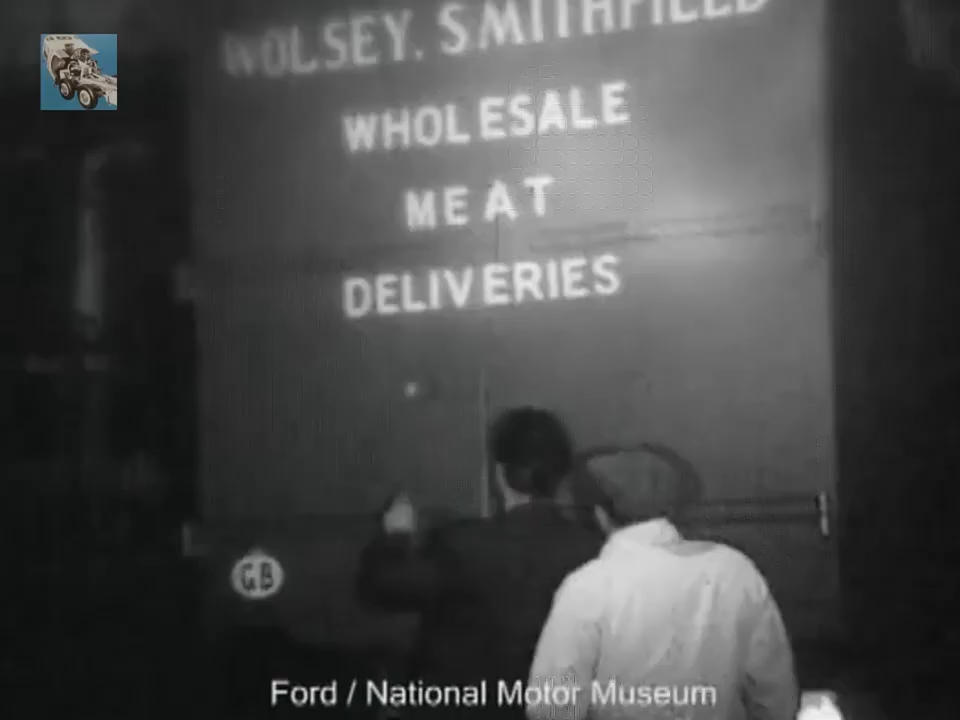 WOLSEY. SMITHFIELD
WHOLESALE
MEAT
DELIVERIES
GB
Ford / National Motor Museum